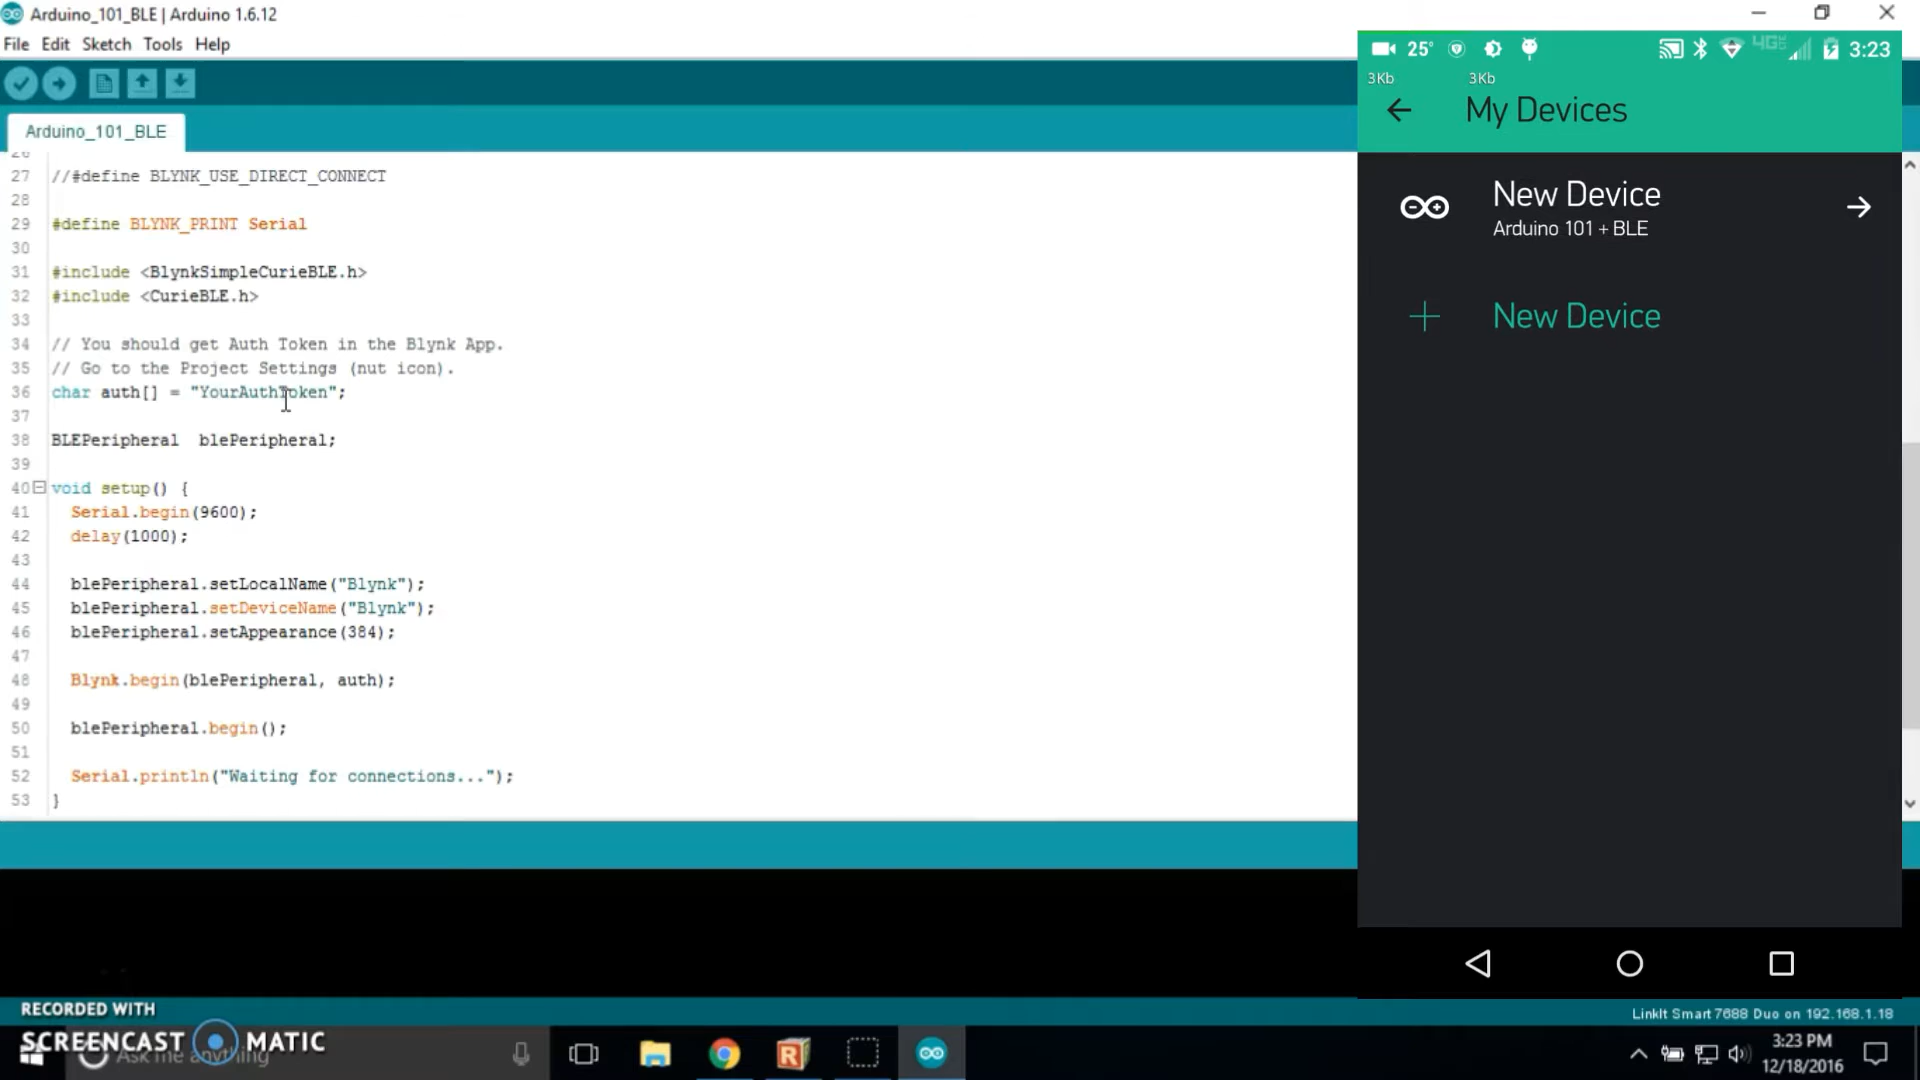 Arduino_101_BLE | Arduino 1.6.12
File Edit Sketch Tools Help
Arduino_101_BLE
26
27 //#define BLYNK_USE_DIRECT_CONNECT
28
29 #define BLYNK_PRINT Serial
30
31 #include <BlynkSimpleCurieBLE.h>
32 #include <CurieBLE.h>
33
34 // You should get Auth Token in the Blynk App.
35 // Go to the Project Settings (nut icon).
36 char auth[] = "YourAuthToken";
37
38 BLEPeripheral  blePeripheral;
39
40 void setup() {
41 Serial.begin(9600);
42 delay(1000);
43
44 blePeripheral.setLocalName("Blynk");
45 blePeripheral.setDeviceName("Blynk");
46 blePeripheral.setAppearance(384);
47
48 Blynk.begin(blePeripheral, auth);
49
50 blePeripheral.begin();
51
52 Serial.println("Waiting for connections...");
53 }
25° 4G 3:23
3Kb 3Kb
My Devices
New Device
Arduino 101 + BLE
New Device
RECORDED WITH
SCREENCAST MATIC
Ask me anything
LinkIt Smart 7688 Duo on 192.168.1.18
3:23 PM
12/18/2016